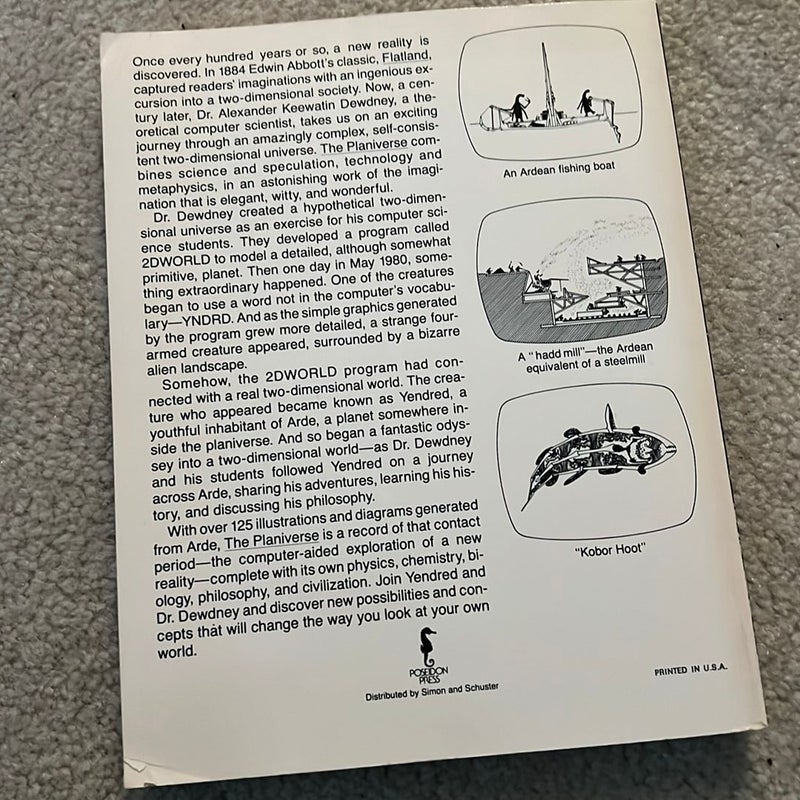 Once every hundred years or so, a new reality is
discovered. In 1884 Edwin Abbott's classic, Flatland,
captured readers' imaginations with an ingenious ex-
cursion into a two-dimensional society. Now, a cen-
tury later, Dr. Alexander Keewatin Dewdney, a the-
oretical computer scientist, takes us on an exciting
journey through an amazingly complex, self-consis-
tent two-dimensional universe. The Planiverse com-
bines science and speculation, technology and
metaphysics, in an astonishing work of the imagi-
nation that is elegant, witty, and wonderful.
Dr. Dewdney created a hypothetical two-dimen-
sional universe as an exercise for his computer sci-
ence students. They developed a program called
2DWORLD to model a detailed, although somewhat
primitive, planet. Then one day in May 1980, some-
thing extraordinary happened. One of the creatures
began to use a word not in the computer's vocabu-
lary—YNDRD. And as the simple graphics generated
by the program grew more detailed, a strange four-
armed creature appeared, surrounded by a bizarre
alien landscape.
Somehow, the 2DWORLD program had con-
nected with a real two-dimensional world. The crea-
ture who appeared became known as Yendred, a
youthful inhabitant of Arde, a planet somewhere in-
side the planiverse. And so began a fantastic odys-
sey into a two-dimensional world—as Dr. Dewdney
and his students followed Yendred on a journey
across Arde, sharing his adventures, learning his his-
tory, and discussing his philosophy.
With over 125 illustrations and diagrams generated
from Arde, The Planiverse is a record of that contact
period—the computer-aided exploration of a new
reality—complete with its own physics, chemistry, bi-
ology, philosophy, and civilization. Join Yendred and
Dr. Dewdney and discover new possibilities and con-
cepts that will change the way you look at your own
world.
An Ardean fishing boat
A "hadd mill"—the Ardean
equivalent of a steelmill
"Kobor Hoot"
POSEIDON
PRESS
Distributed by Simon and Schuster
PRINTED IN U.S.A.